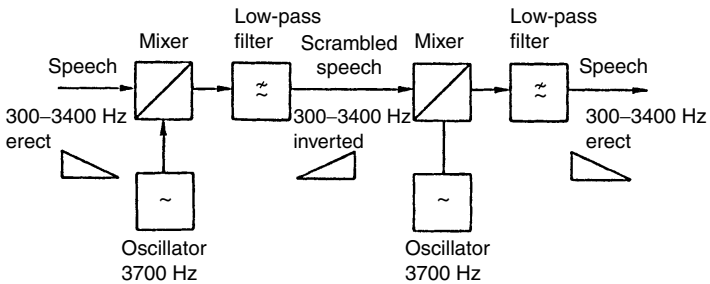 Low-pass
filter
Mixer
Speech
300–3400 Hz
erect
~
Oscillator
3700 Hz
Scrambled
speech
300–3400 Hz
inverted
Mixer
~
Oscillator
3700 Hz
Low-pass
filter
Speech
300–3400 Hz
erect